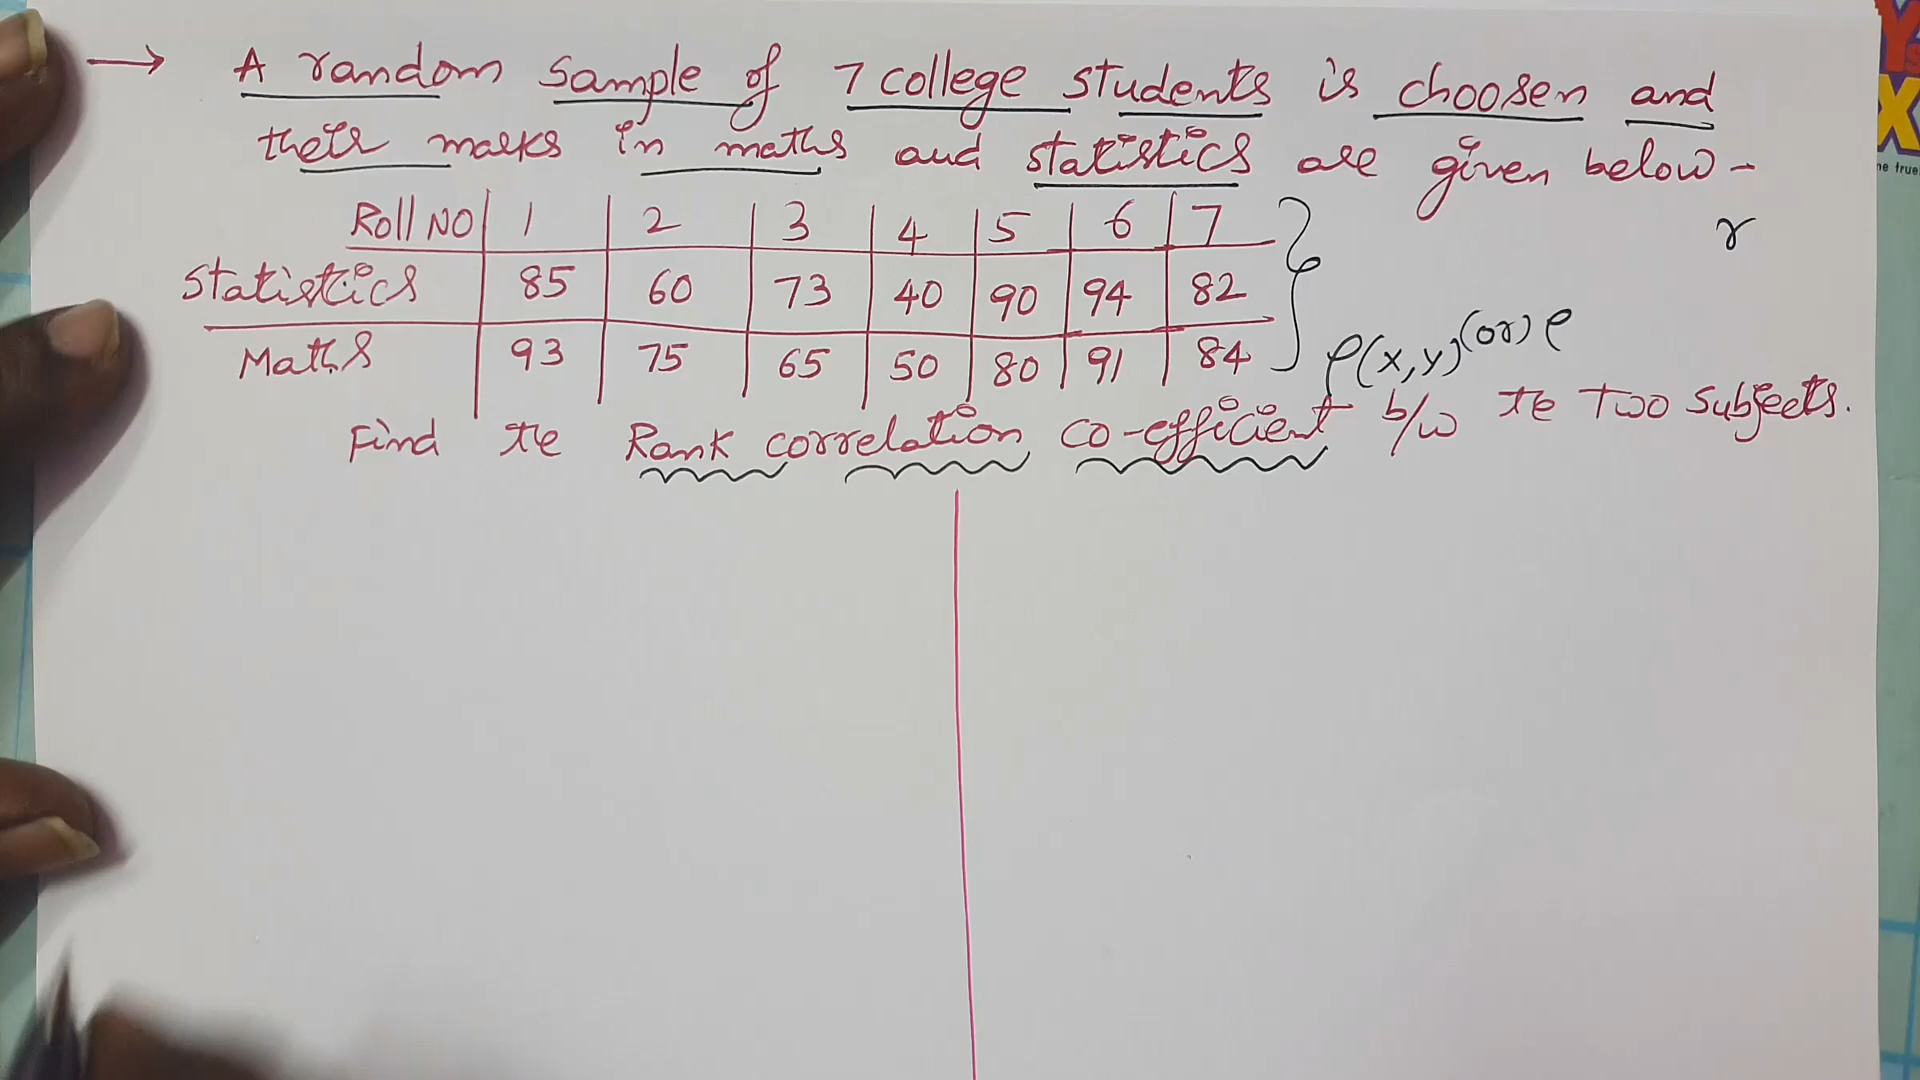 → A random sample of 7 college students is choosen and
their marks in maths and statistics are given below -
Roll NO 1 2 3 4 5 6 7
r
Statistics 85 60 73 40 90 94 82
Maths 93 75 65 50 80 91 84
ρ(x,y) (or) ρ
Find the Rank correlation co-efficient b/w the Two subjects.